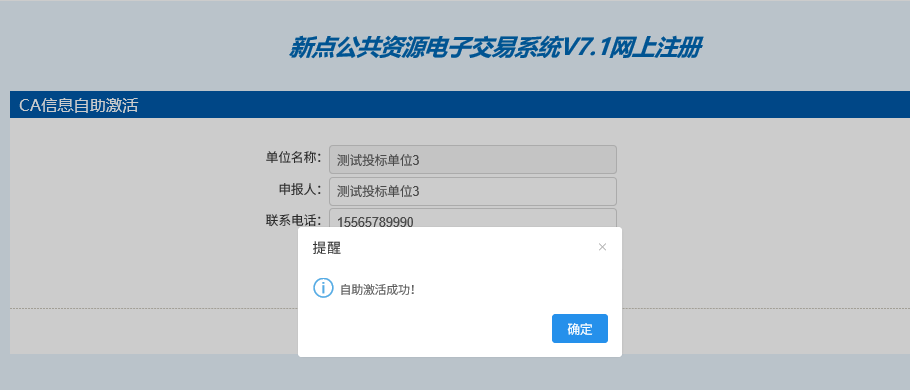 新点公共资源电子交易系统V7.1网上注册
CA信息自助激活
单位名称： 测试投标单位3
申报人： 测试投标单位3
联系电话： 15565789990
提醒 ×
自助激活成功！
确定